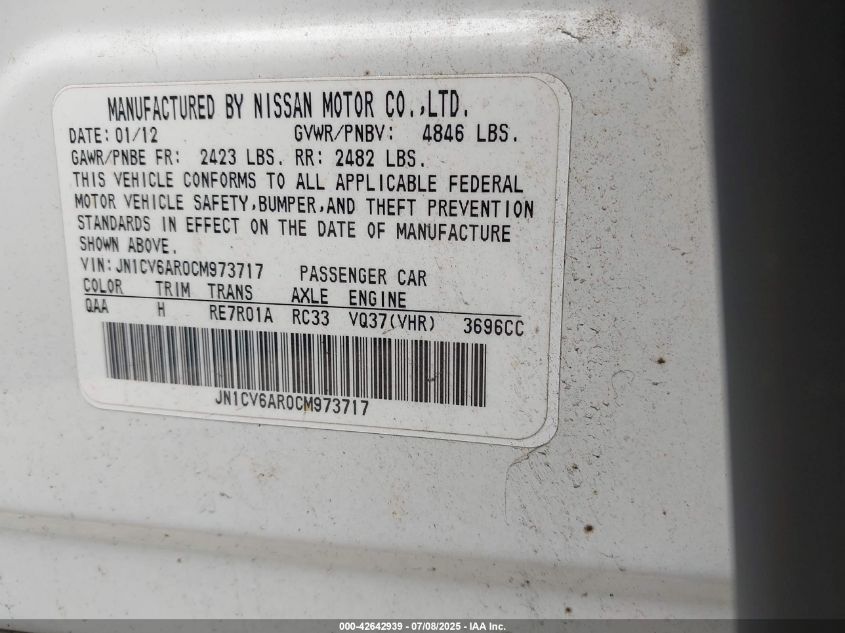 MANUFACTURED BY NISSAN MOTOR CO.,LTD.
DATE: 01/12 GVWR/PNBV: 4846 LBS.
GAWR/PNBE FR: 2423 LBS. RR: 2482 LBS.
THIS VEHICLE CONFORMS TO ALL APPLICABLE FEDERAL
MOTOR VEHICLE SAFETY,BUMPER,AND THEFT PREVENTION
STANDARDS IN EFFECT ON THE DATE OF MANUFACTURE
SHOWN ABOVE.
VIN: JN1CV6AR0CM973717 PASSENGER CAR
COLOR TRIM TRANS AXLE ENGINE
QAA H RE7R01A RC33 VQ37(VHR) 3696CC
JN1CV6AR0CM973717
000-42642939 - 07/08/2025 - IAA Inc.